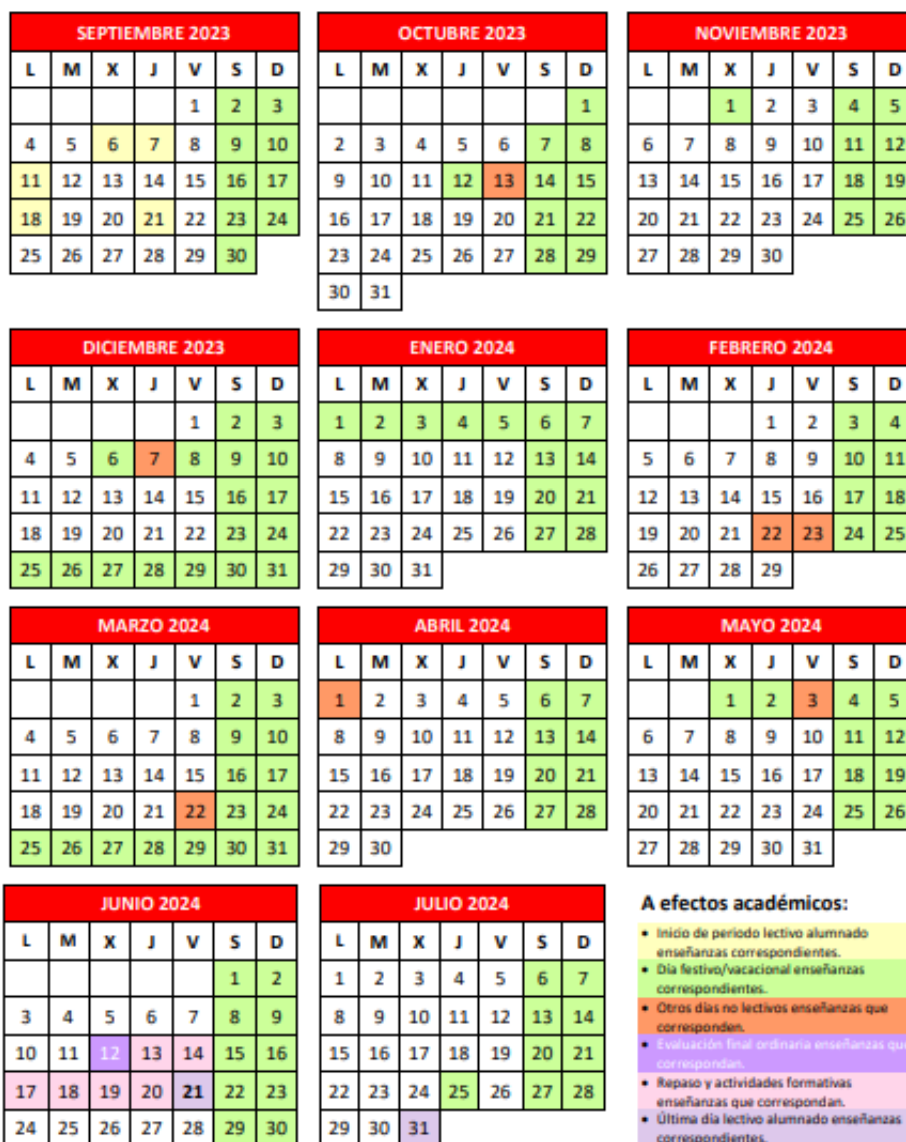 SEPTIEMBRE 2023
L M X J V S D
1 2 3
4 5 6 7 8 9 10
11 12 13 14 15 16 17
18 19 20 21 22 23 24
25 26 27 28 29 30
OCTUBRE 2023
L M X J V S D
1
2 3 4 5 6 7 8
9 10 11 12 13 14 15
16 17 18 19 20 21 22
23 24 25 26 27 28 29
30 31
NOVIEMBRE 2023
L M X J V S D
1 2 3 4 5
6 7 8 9 10 11 12
13 14 15 16 17 18 19
20 21 22 23 24 25 26
27 28 29 30
DICIEMBRE 2023
L M X J V S D
1 2 3
4 5 6 7 8 9 10
11 12 13 14 15 16 17
18 19 20 21 22 23 24
25 26 27 28 29 30 31
ENERO 2024
L M X J V S D
1 2 3 4 5 6 7
8 9 10 11 12 13 14
15 16 17 18 19 20 21
22 23 24 25 26 27 28
29 30 31
FEBRERO 2024
L M X J V S D
1 2 3 4
5 6 7 8 9 10 11
12 13 14 15 16 17 18
19 20 21 22 23 24 25
26 27 28 29
MARZO 2024
L M X J V S D
1 2 3
4 5 6 7 8 9 10
11 12 13 14 15 16 17
18 19 20 21 22 23 24
25 26 27 28 29 30 31
ABRIL 2024
L M X J V S D
1 2 3 4 5 6 7
8 9 10 11 12 13 14
15 16 17 18 19 20 21
22 23 24 25 26 27 28
29 30
MAYO 2024
L M X J V S D
1 2 3 4 5
6 7 8 9 10 11 12
13 14 15 16 17 18 19
20 21 22 23 24 25 26
27 28 29 30 31
JUNIO 2024
L M X J V S D
1 2
3 4 5 6 7 8 9
10 11 12 13 14 15 16
17 18 19 20 21 22 23
24 25 26 27 28 29 30
JULIO 2024
L M X J V S D
1 2 3 4 5 6 7
8 9 10 11 12 13 14
15 16 17 18 19 20 21
22 23 24 25 26 27 28
29 30 31
A efectos académicos:
• Inicio de periodo lectivo alumnado
enseñanzas correspondientes.
• Día festivo/vacacional enseñanzas
correspondientes.
• Otros días no lectivos enseñanzas que
corresponden.
• Evaluación final ordinaria enseñanzas que
correspondan.
• Repaso y actividades formativas
enseñanzas que correspondan.
• Última día lectivo alumnado enseñanzas
correspondientes.